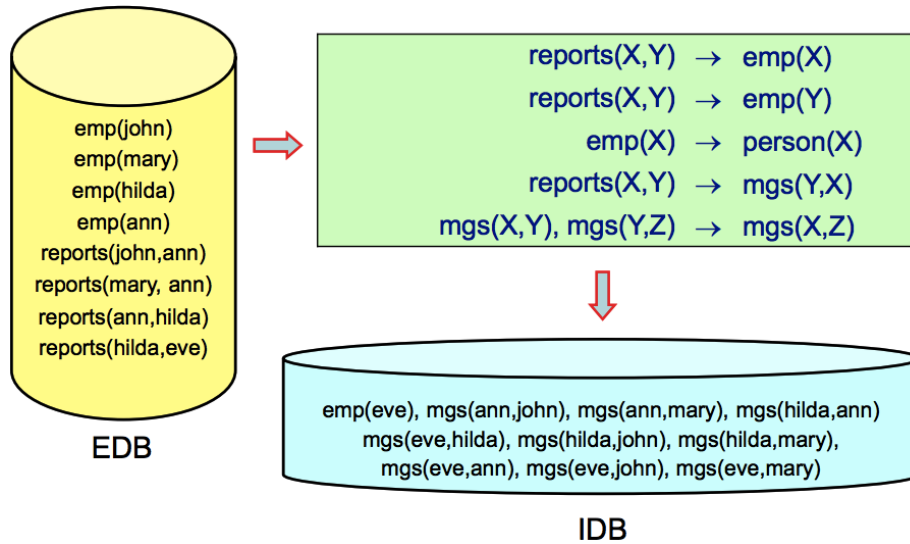 emp(john)
emp(mary)
emp(hilda)
emp(ann)
reports(john,ann)
reports(mary, ann)
reports(ann,hilda)
reports(hilda,eve)
EDB
reports(X,Y) → emp(X)
reports(X,Y) → emp(Y)
emp(X) → person(X)
reports(X,Y) → mgs(Y,X)
mgs(X,Y), mgs(Y,Z) → mgs(X,Z)
emp(eve), mgs(ann,john), mgs(ann,mary), mgs(hilda,ann)
mgs(eve,hilda), mgs(hilda,john), mgs(hilda,mary),
mgs(eve,ann), mgs(eve,john), mgs(eve,mary)
IDB